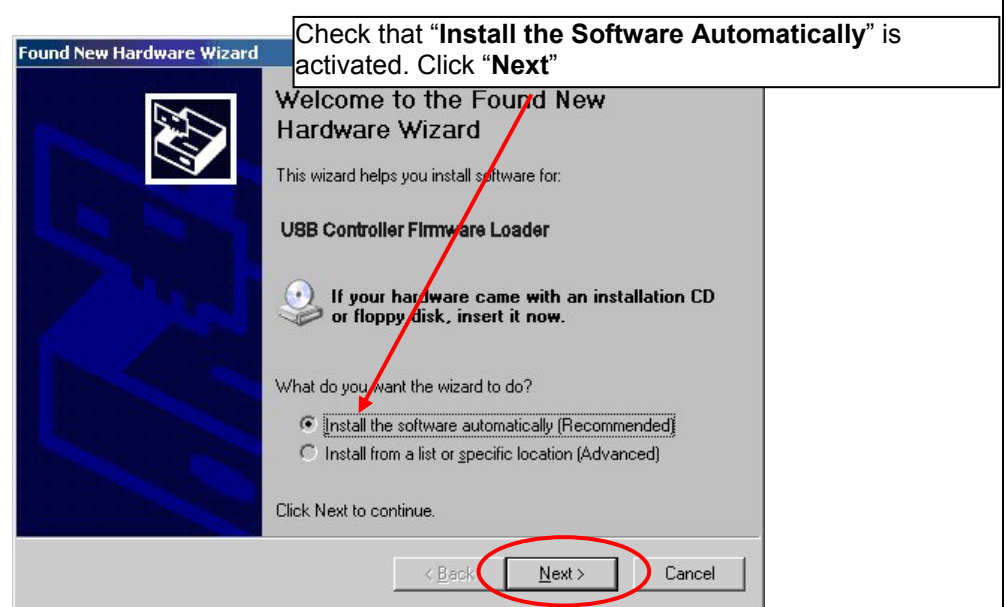 Check that “Install the Software Automatically” is
activated. Click “Next”
Found New Hardware Wizard
Welcome to the Found New
Hardware Wizard
This wizard helps you install software for:
USB Controller Firmware Loader
If your hardware came with an installation CD
or floppy disk, insert it now.
What do you want the wizard to do?
Install the software automatically (Recommended)
Install from a list or specific location (Advanced)
Click Next to continue.
< Back
Next >
Cancel